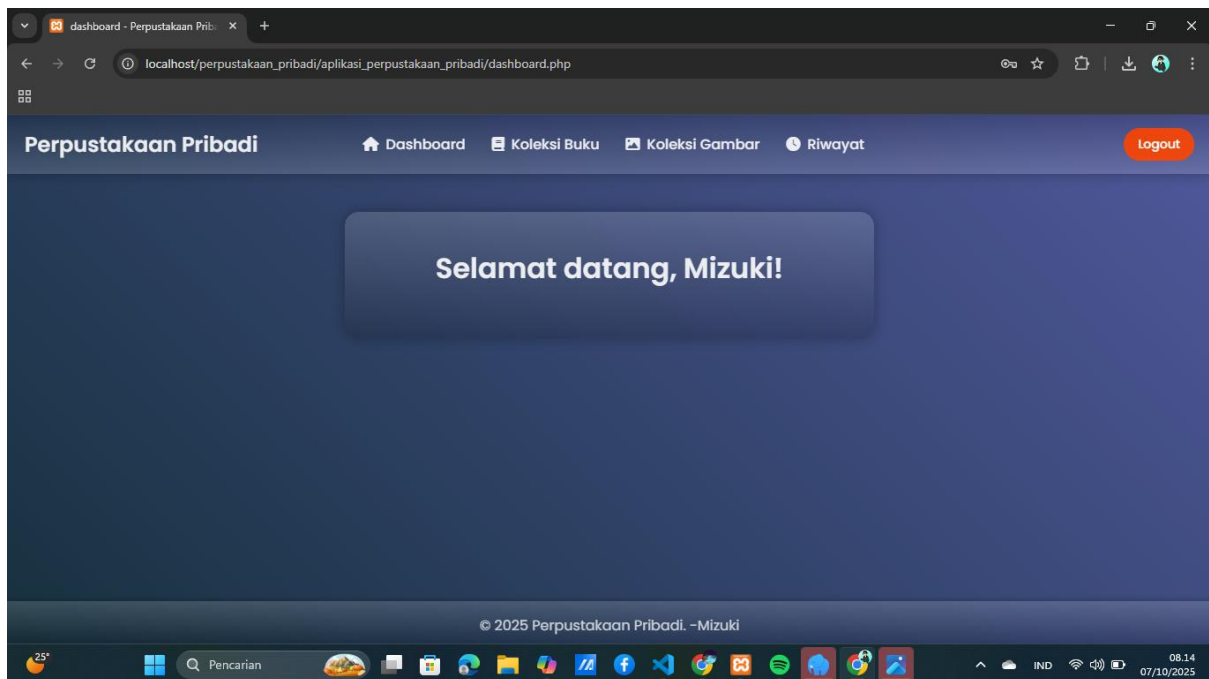 dashboard - Perpustakaan Prib
localhost/perpustakaan_pribadi/aplikasi_perpustakaan_pribadi/dashboard.php
Perpustakaan Pribadi
Dashboard
Koleksi Buku
Koleksi Gambar
Riwayat
Logout
Selamat datang, Mizuki!
© 2025 Perpustakaan Pribadi. -Mizuki
25°
Pencarian
IND
08.14
07/10/2025